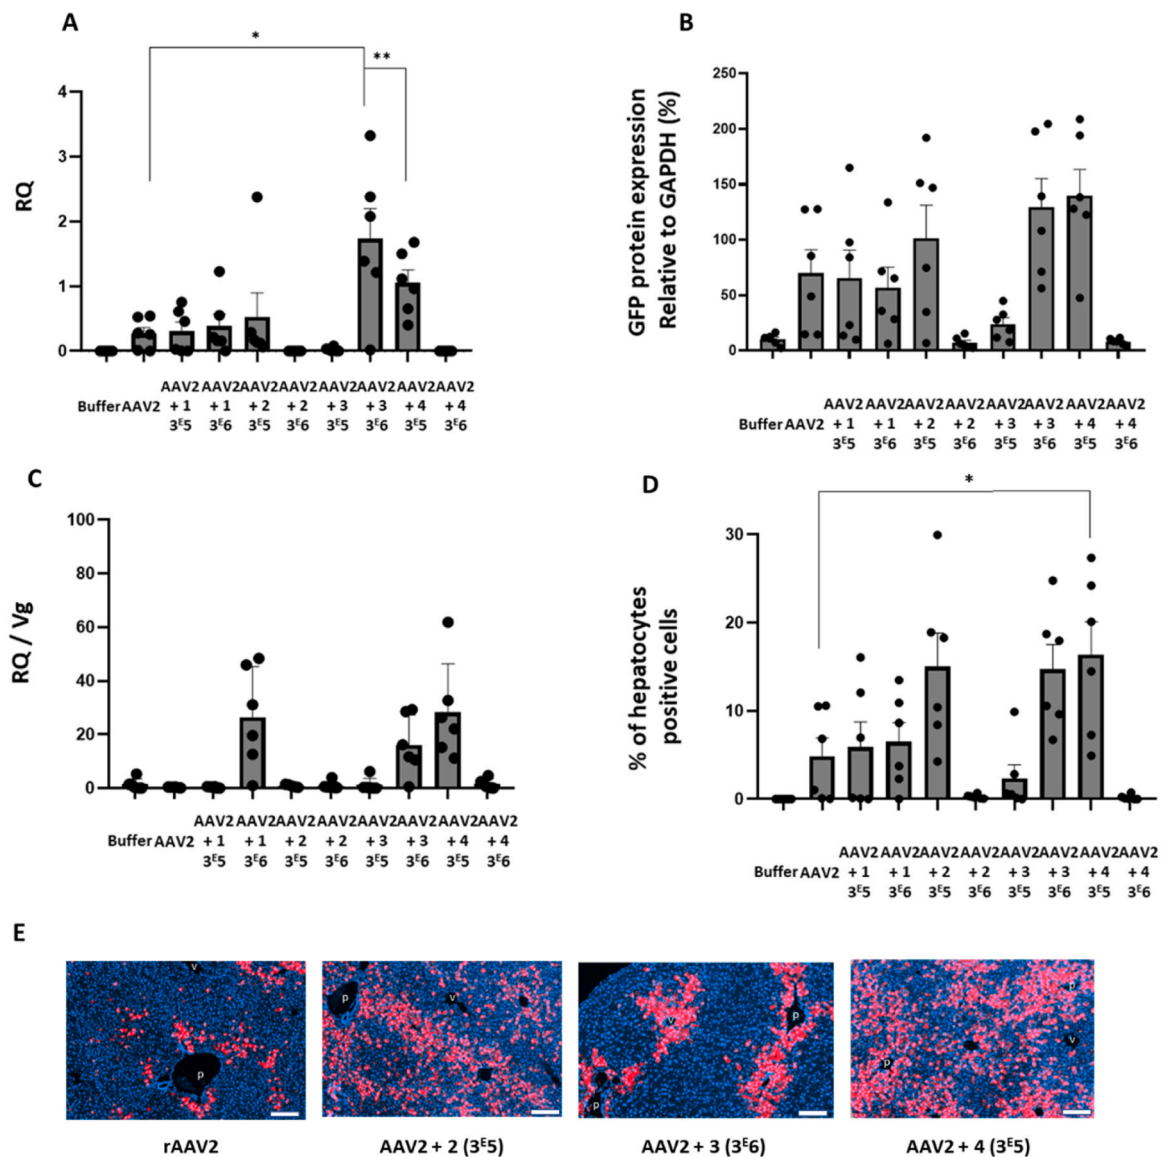 A
*
**
4
3
2
1
0
RQ
AAV2 AAV2 AAV2 AAV2 AAV2 AAV2 AAV2 AAV2
Buffer AAV2 + 1 + 1 + 2 + 2 + 3 + 3 + 4 + 4
3ᴱ5 3ᴱ6 3ᴱ5 3ᴱ6 3ᴱ5 3ᴱ6 3ᴱ5 3ᴱ6
B
250
200
150
100
50
0
GFP protein expression
Relative to GAPDH (%)
AAV2 AAV2 AAV2 AAV2 AAV2 AAV2 AAV2 AAV2
Buffer AAV2 + 1 + 1 + 2 + 2 + 3 + 3 + 4 + 4
3ᴱ5 3ᴱ6 3ᴱ5 3ᴱ6 3ᴱ5 3ᴱ6 3ᴱ5 3ᴱ6
C
100
80
60
40
20
0
RQ / Vg
AAV2 AAV2 AAV2 AAV2 AAV2 AAV2 AAV2 AAV2
Buffer AAV2 + 1 + 1 + 2 + 2 + 3 + 3 + 4 + 4
3ᴱ5 3ᴱ6 3ᴱ5 3ᴱ6 3ᴱ5 3ᴱ6 3ᴱ5 3ᴱ6
D
*
30
20
10
0
% of hepatocytes
positive cells
AAV2 AAV2 AAV2 AAV2 AAV2 AAV2 AAV2 AAV2
Buffer AAV2 + 1 + 1 + 2 + 2 + 3 + 3 + 4 + 4
3ᴱ5 3ᴱ6 3ᴱ5 3ᴱ6 3ᴱ5 3ᴱ6 3ᴱ5 3ᴱ6
E
v
p
p
v
v
p
p
p
v
p
rAAV2
AAV2 + 2 (3ᴱ5)
AAV2 + 3 (3ᴱ6)
AAV2 + 4 (3ᴱ5)